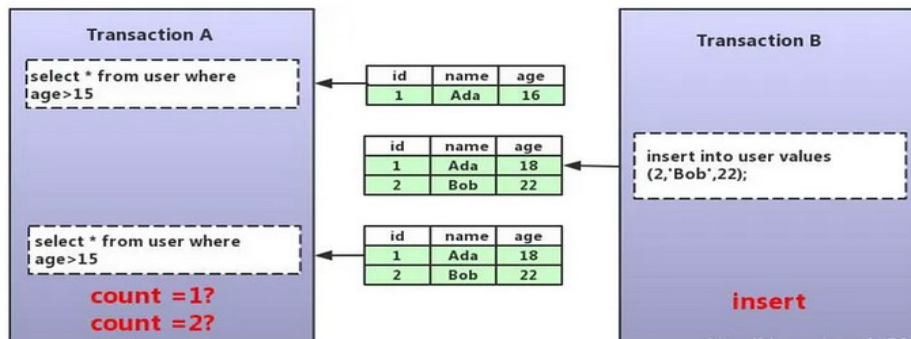 Transaction A
select * from user where
age>15
id name age
1 Ada 16
Transaction B
id name age
1 Ada 18
2 Bob 22
insert into user values
(2,'Bob',22);
select * from user where
age>15
id name age
1 Ada 18
2 Bob 22
count =1?
count =2?
insert